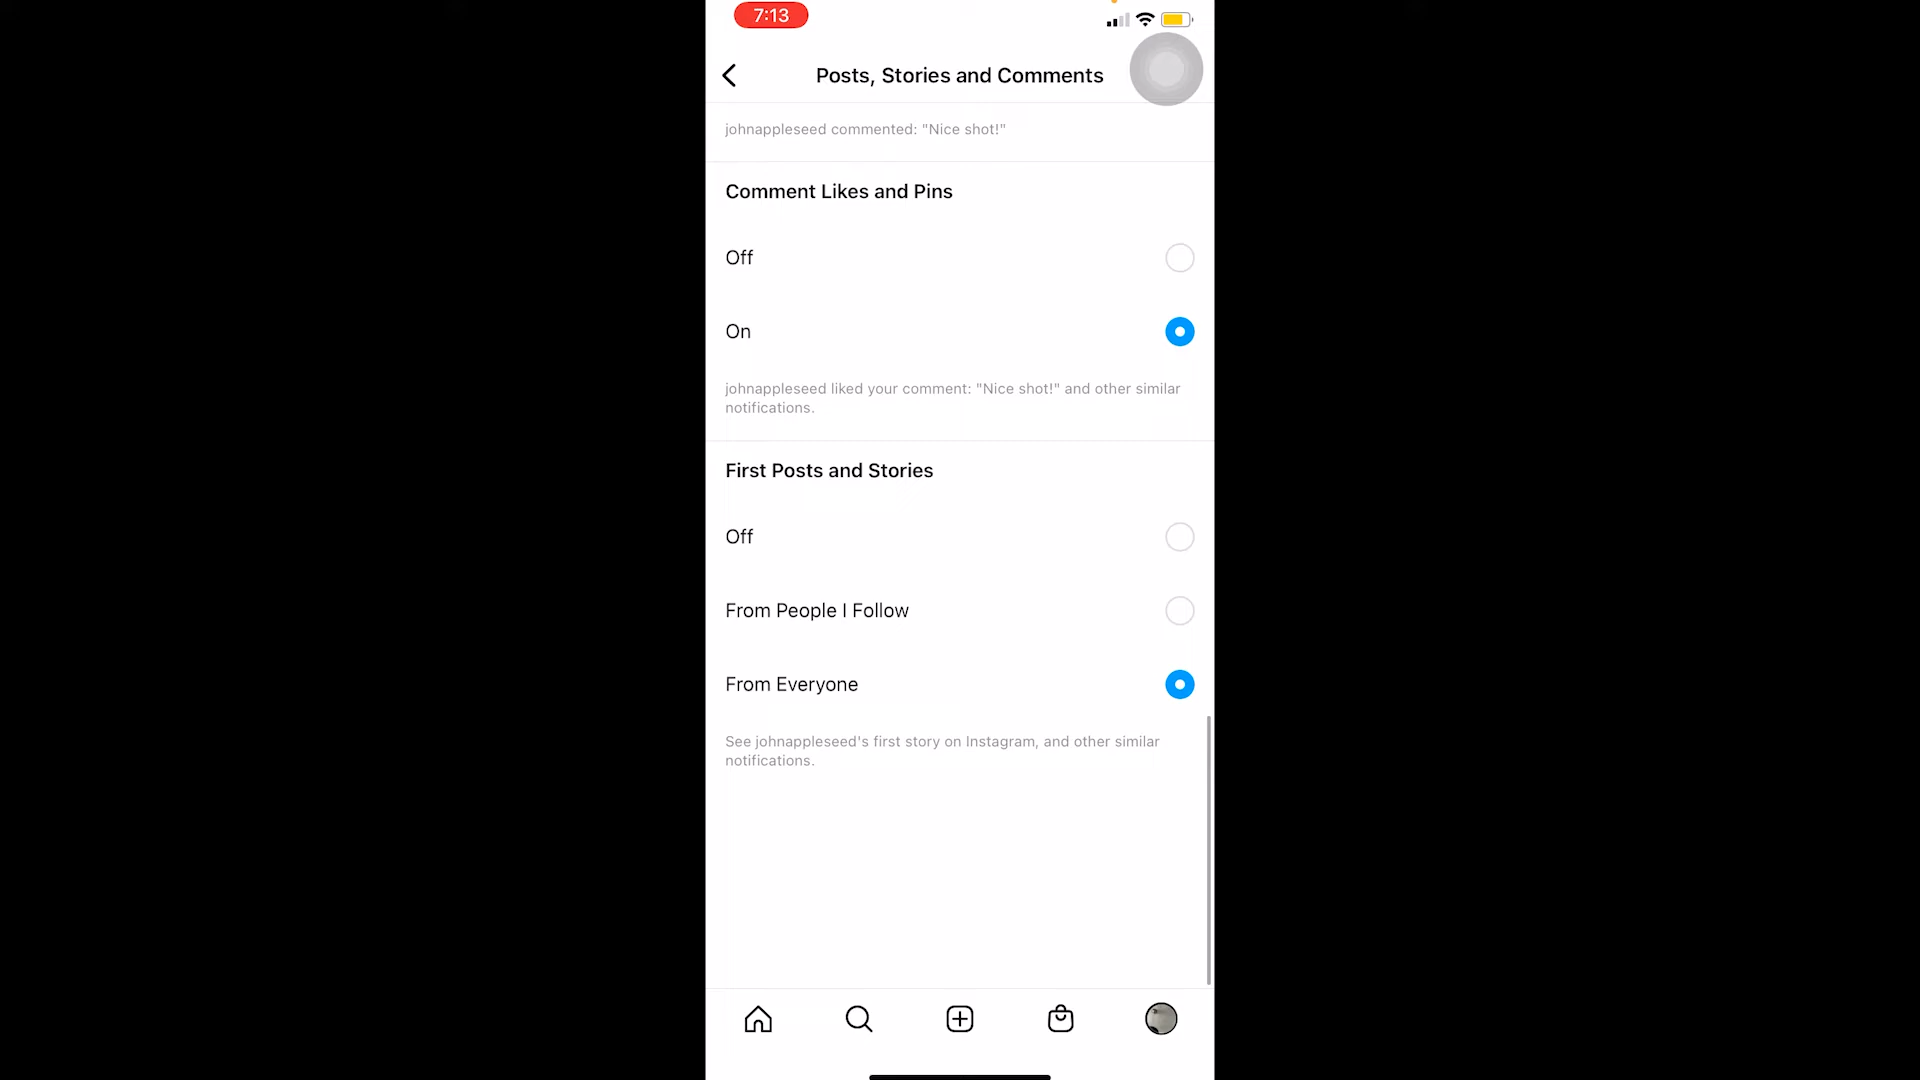 7:13
Posts, Stories and Comments
johnappleseed commented: "Nice shot!"
Comment Likes and Pins
Off
On
johnappleseed liked your comment: "Nice shot!" and other similar
notifications.
First Posts and Stories
Off
From People I Follow
From Everyone
See johnappleseed's first story on Instagram, and other similar
notifications.